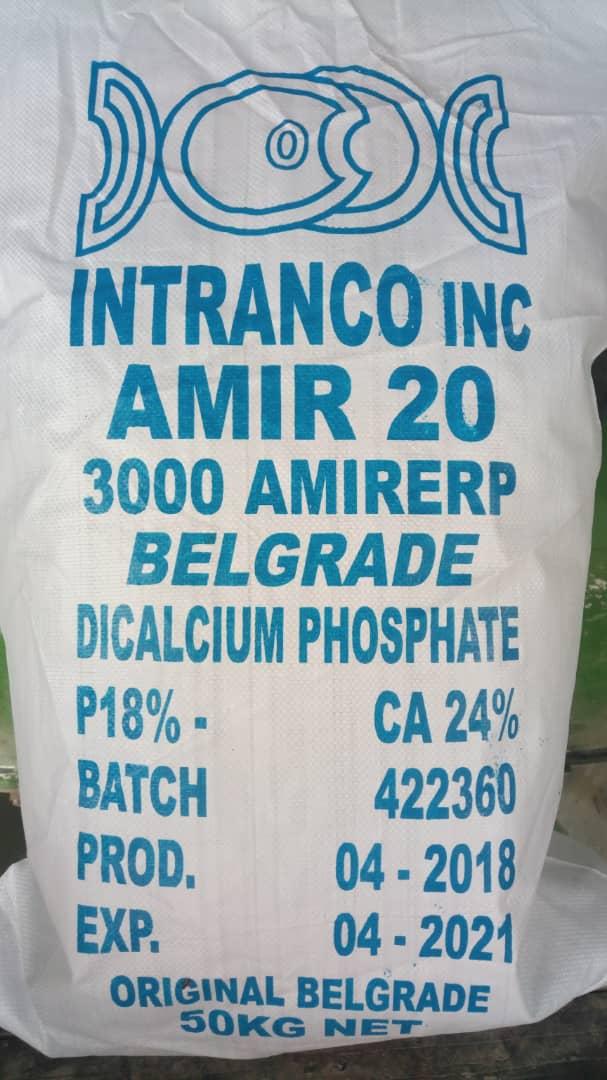 O
INTRANCO INC
AMIR 20
3000 AMIRERP
BELGRADE
DICALCIUM PHOSPHATE
P18% - CA 24%
BATCH 422360
PROD. 04 - 2018
EXP. 04 - 2021
ORIGINAL BELGRADE
50KG NET